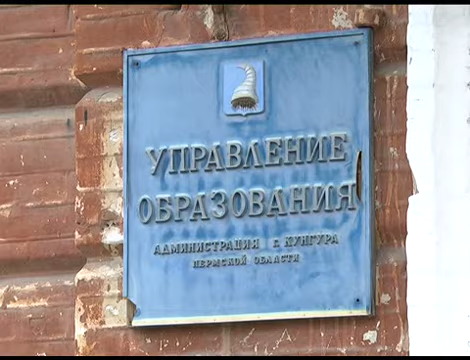 УПРАВЛЕНИЕ
ОБРАЗОВАНИЯ
АДМИНИСТРАЦИЯ Г. КУНГУРА
ПЕРМСКОЙ ОБЛАСТИ